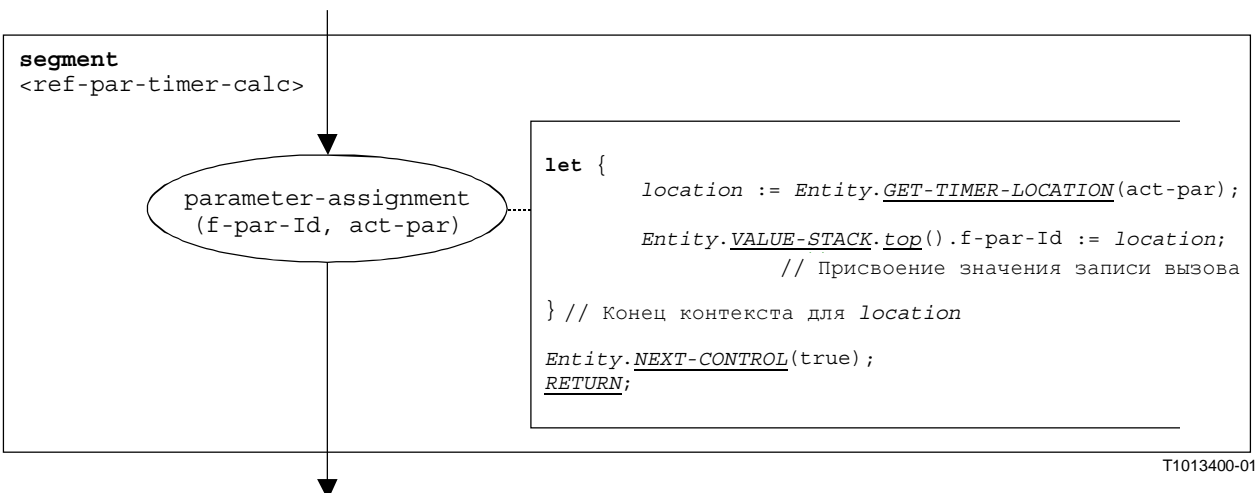 segment
<ref-par-timer-calc>
parameter-assignment
(f-par-Id, act-par)
let {
location := Entity.GET-TIMER-LOCATION(act-par);
Entity.VALUE-STACK.top().f-par-Id := location;
// Присвоение значения записи вызова
} // Конец контекста для location
Entity.NEXT-CONTROL(true);
RETURN;
T1013400-01